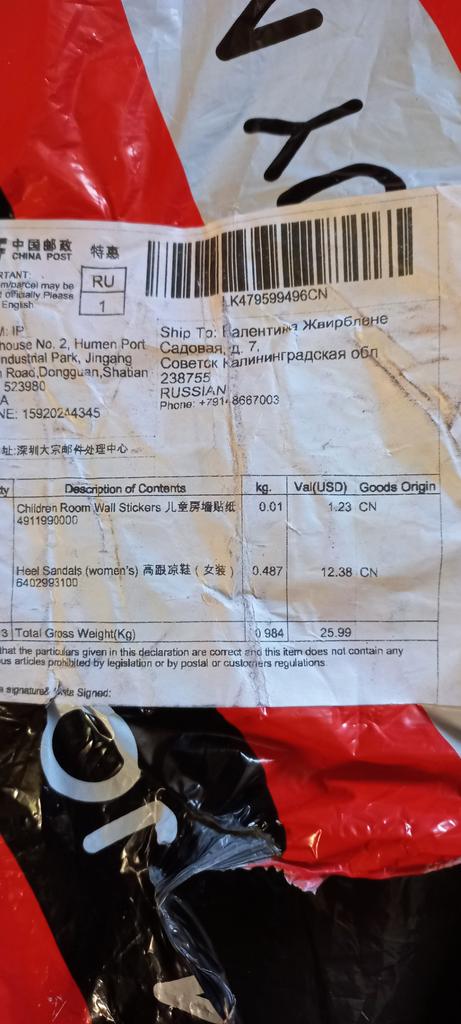 中国邮政 特惠
CHINA POST
RTANT:
m/parcel may be
officially Please
English
RU
1
LK479599496CN
M: IP
house No. 2, Humen Port
ndustrial Park, Jingang
Road,Dongguan,Shatian
523980
A
NE: 15920244345
址:深圳大宗邮件处理中心
Ship To: Валентина Жвирблене
Садовая, д. 7,
Советск Калининградская обл
238755
RUSSIAN
Phone: +791 8667003
ty Description of Contents kg. Val(USD) Goods Origin
Children Room Wall Stickers 儿童房墙贴纸 0.01 1.23 CN
4911990000
Heel Sandals (women's) 高跟凉鞋（女装） 0.487 12.38 CN
6402993100
3 Total Gross Weight(Kg) 0.984 25.99
that the particulars given in this declaration are correct and this item does not contain any
us articles prohibited by legislation or by postal or customers regulations
s signature& Date Signed: